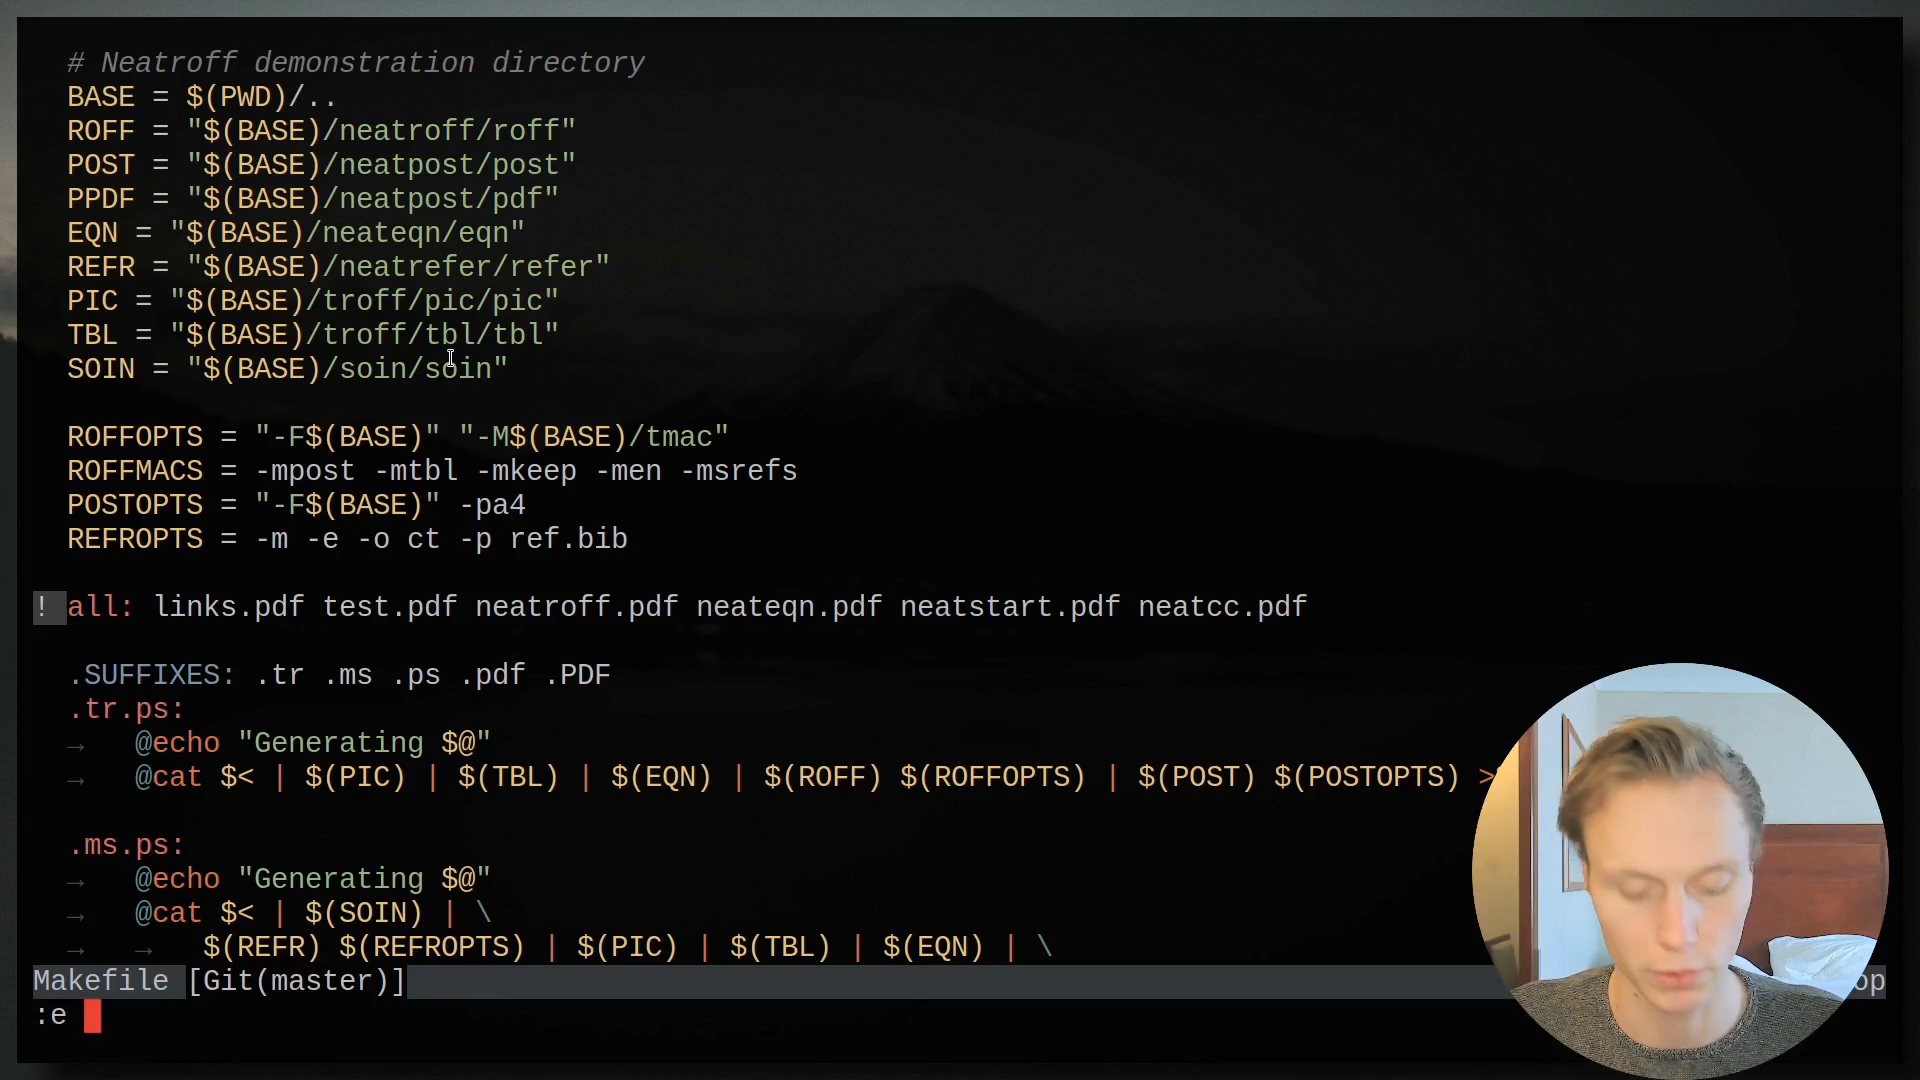 # Neatroff demonstration directory
BASE = $(PWD)/..
ROFF = "$(BASE)/neatroff/roff"
POST = "$(BASE)/neatpost/post"
PPDF = "$(BASE)/neatpost/pdf"
EQN = "$(BASE)/neateqn/eqn"
REFR = "$(BASE)/neatrefer/refer"
PIC = "$(BASE)/troff/pic/pic"
TBL = "$(BASE)/troff/tbl/tbl"
SOIN = "$(BASE)/soin/soin"
ROFFOPTS = "-F$(BASE)" "-M$(BASE)/tmac"
ROFFMACS = -mpost -mtbl -mkeep -men -msrefs
POSTOPTS = "-F$(BASE)" -pa4
REFROPTS = -m -e -o ct -p ref.bib
! all: links.pdf test.pdf neatroff.pdf neateqn.pdf neatstart.pdf neatcc.pdf
.SUFFIXES: .tr .ms .ps .pdf .PDF
.tr.ps:
→ @echo "Generating $@"
→ @cat $< | $(PIC) | $(TBL) | $(EQN) | $(ROFF) $(ROFFOPTS) | $(POST) $(POSTOPTS) >
.ms.ps:
→ @echo "Generating $@"
→ @cat $< | $(SOIN) | \
→ → $(REFR) $(REFROPTS) | $(PIC) | $(TBL) | $(EQN) | \
Makefile [Git(master)]
:e